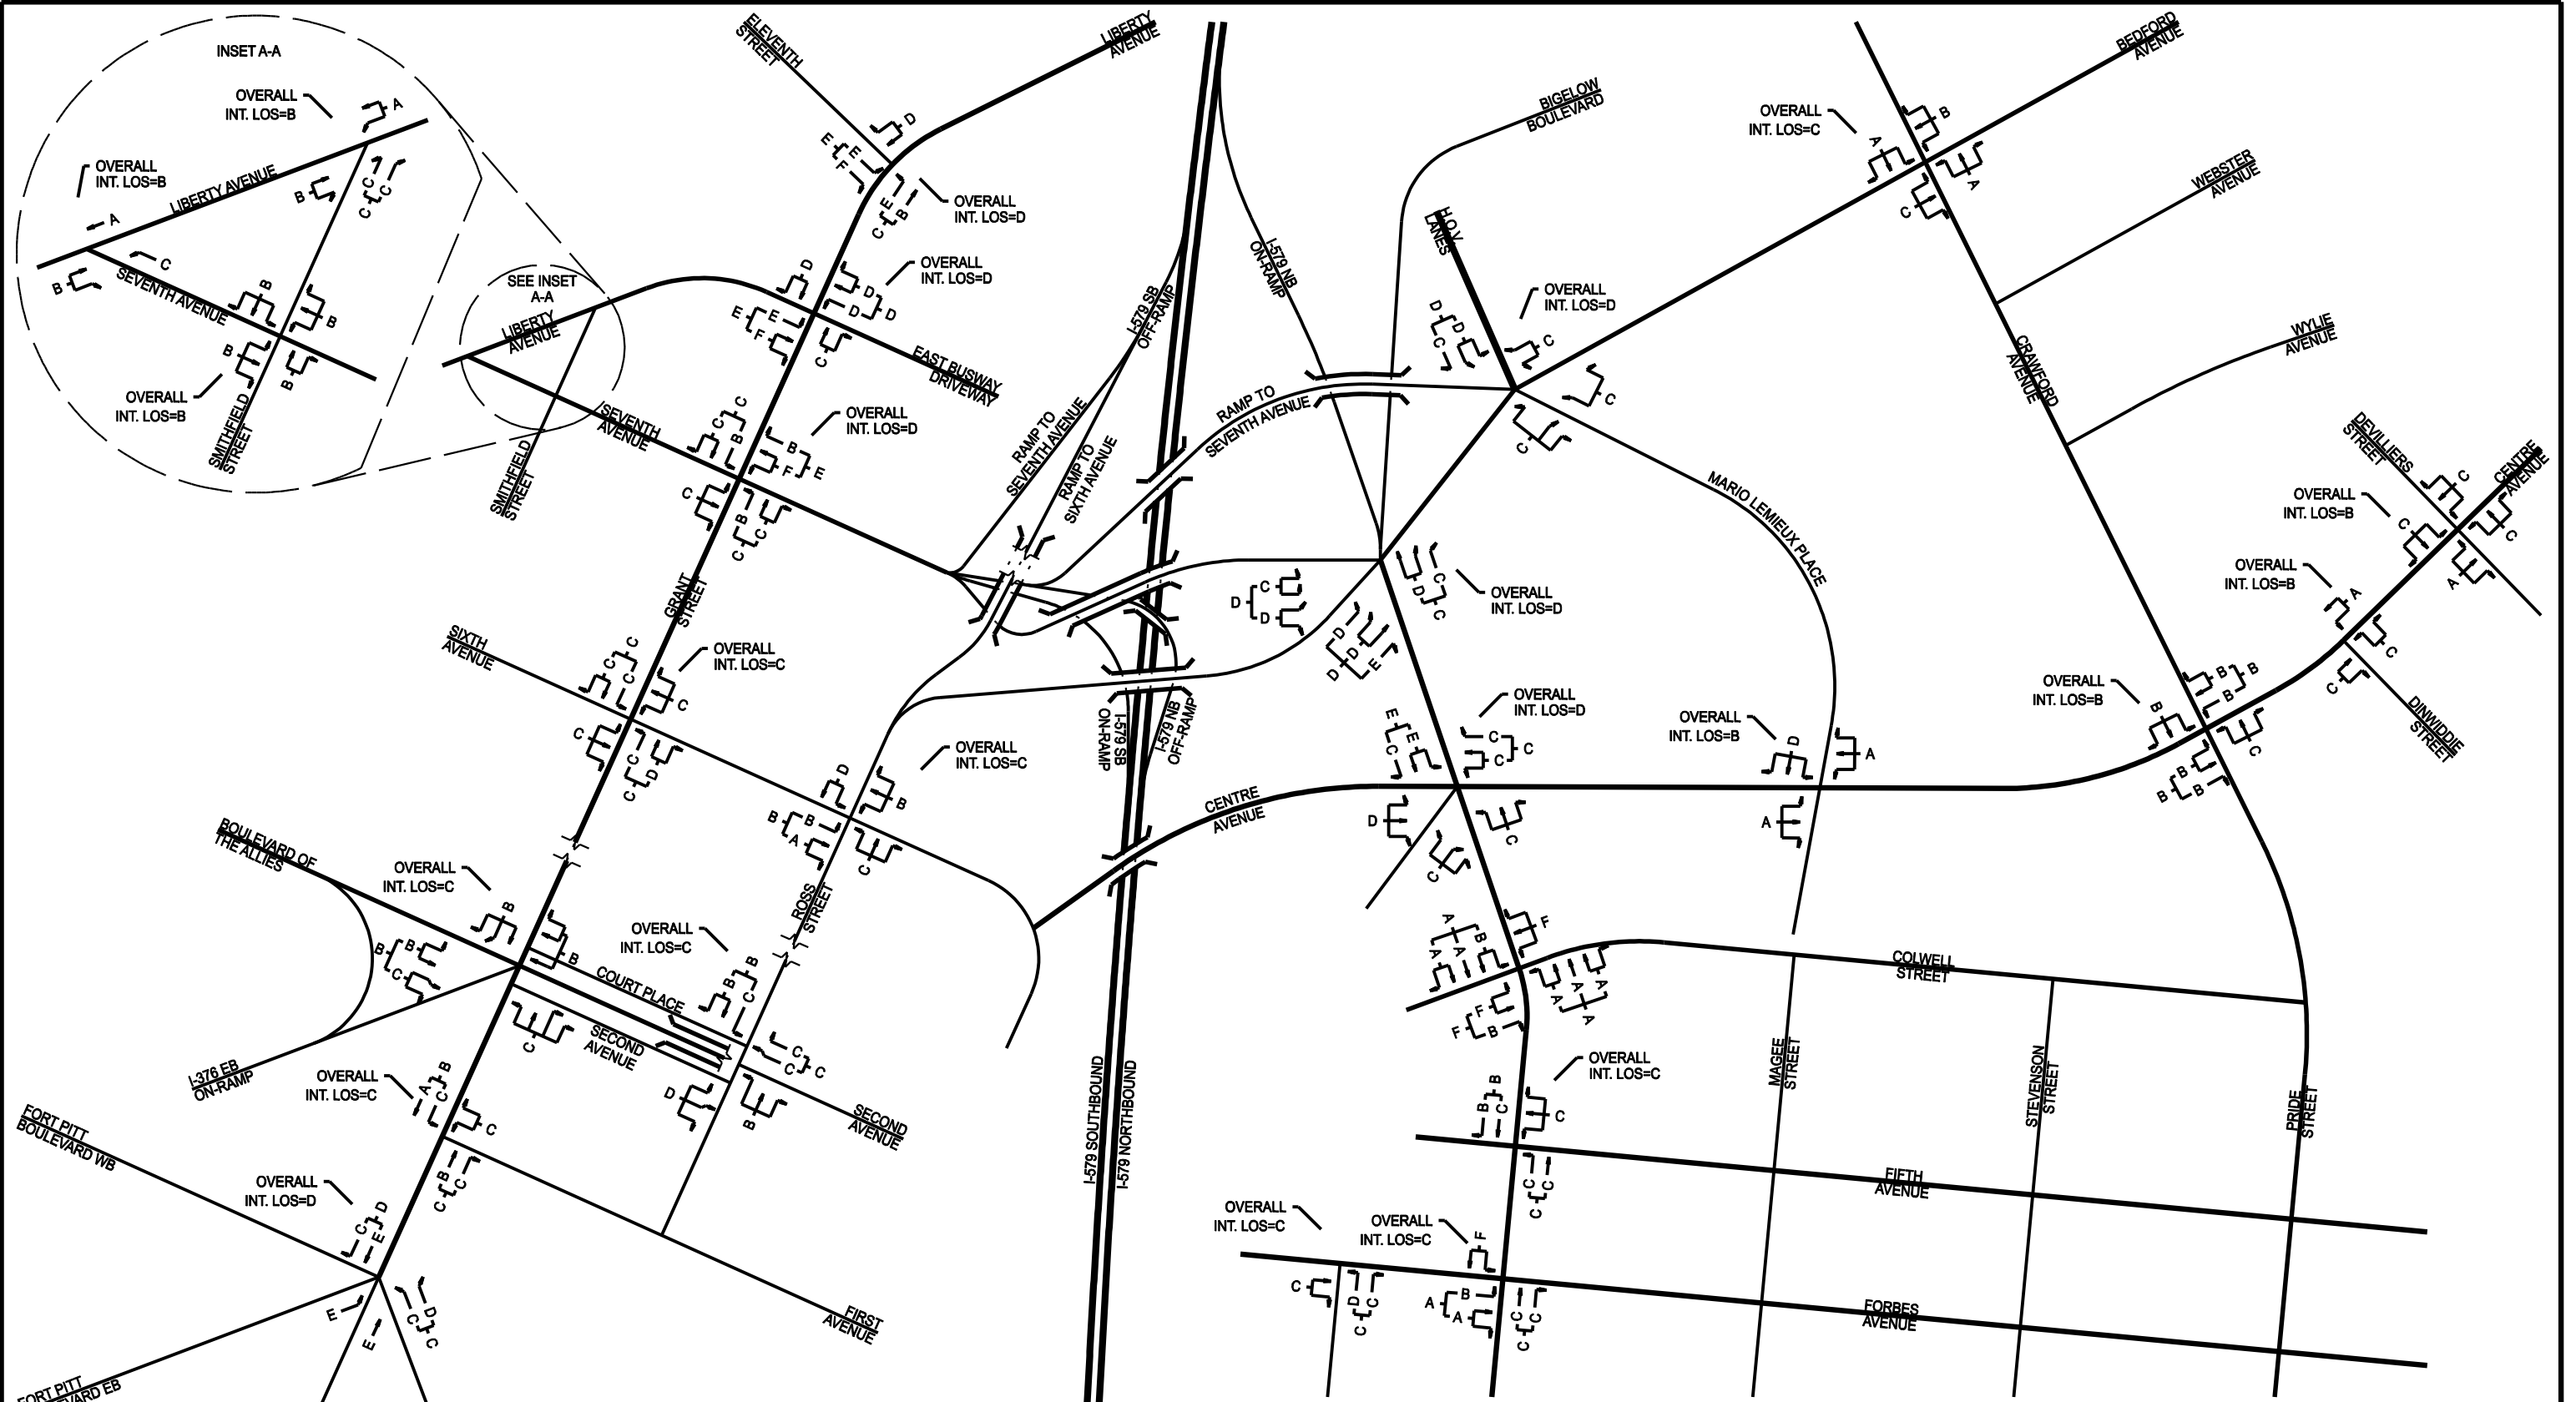 INSET A-A
OVERALL
INT. LOS=B
A
OVERALL
INT. LOS=B
LIBERTY AVENUE
A
B
C
C
C
B
C
SEVENTH AVENUE
B
B
B
B
OVERALL
INT. LOS=B
SMITHFIELD
STREET
SEE INSET
A-A
LIBERTY
AVENUE
SMITHFIELD
STREET
SEVENTH
AVENUE
ELEVENTH
STREET
LIBERTY
AVENUE
D
E
E
F
E
B
C
OVERALL
INT. LOS=D
OVERALL
INT. LOS=D
D
D
D
D
E
E
F
C
EAST BUSWAY
DRIVEWAY
OVERALL
INT. LOS=D
C
C
B
B
F
E
C
B
C
C
GRANT
STREET
SIXTH
AVENUE
OVERALL
INT. LOS=C
C
C
C
C
C
C
D
C
I-579 SB
OFF-RAMP
I-579 NB
ON-RAMP
RAMP TO
SEVENTH AVENUE
RAMP TO
SIXTH AVENUE
RAMP TO
SEVENTH AVENUE
BIGELOW
BOULEVARD
H.O.V
LANES
OVERALL
INT. LOS=D
D
D
C
C
C
C
MARIO LEMIEUX PLACE
OVERALL
INT. LOS=C
B
A
A
C
BEDFORD
AVENUE
WEBSTER
AVENUE
WYLIE
AVENUE
CRAWFORD
AVENUE
DEVILLIERS
STREET
CENTRE
AVENUE
OVERALL
INT. LOS=B
C
C
C
A
OVERALL
INT. LOS=B
A
C
C
DINWIDDIE
STREET
OVERALL
INT. LOS=B
B
B
B
B
C
B
B
B
D
C
D
D
C
C
D
D
D
E
OVERALL
INT. LOS=D
OVERALL
INT. LOS=D
E
E
C
C
C
C
D
C
C
OVERALL
INT. LOS=B
D
A
A
I-579 SB
ON-RAMP
I-579 NB
OFF-RAMP
CENTRE
AVENUE
OVERALL
INT. LOS=C
D
B
B
B
A
C
ROSS
STREET
BOULEVARD OF
THE ALLIES
OVERALL
INT. LOS=C
B
B
B
B
C
C
COURT PLACE
SECOND
AVENUE
OVERALL
INT. LOS=C
B
B
C
C
C
C
D
B
SECOND
AVENUE
I-376 EB
ON-RAMP
OVERALL
INT. LOS=C
A
B
C
C
B
C
C
FORT PITT
BOULEVARD WB
OVERALL
INT. LOS=D
C
D
E
E
E
D
C
C
FORT PITT
FIRST
AVENUE
I-579 SOUTHBOUND
I-579 NORTHBOUND
F
A
A
A
B
F
F
B
A
A
A
A
COLWELL
STREET
OVERALL
INT. LOS=C
B
B
C
C
C
C
C
MAGEE
STREET
STEVENSON
STREET
PRIDE
STREET
FIFTH
AVENUE
OVERALL
INT. LOS=C
OVERALL
INT. LOS=C
F
C
D
C
C
A
B
A
C
C
C
FORBES
AVENUE